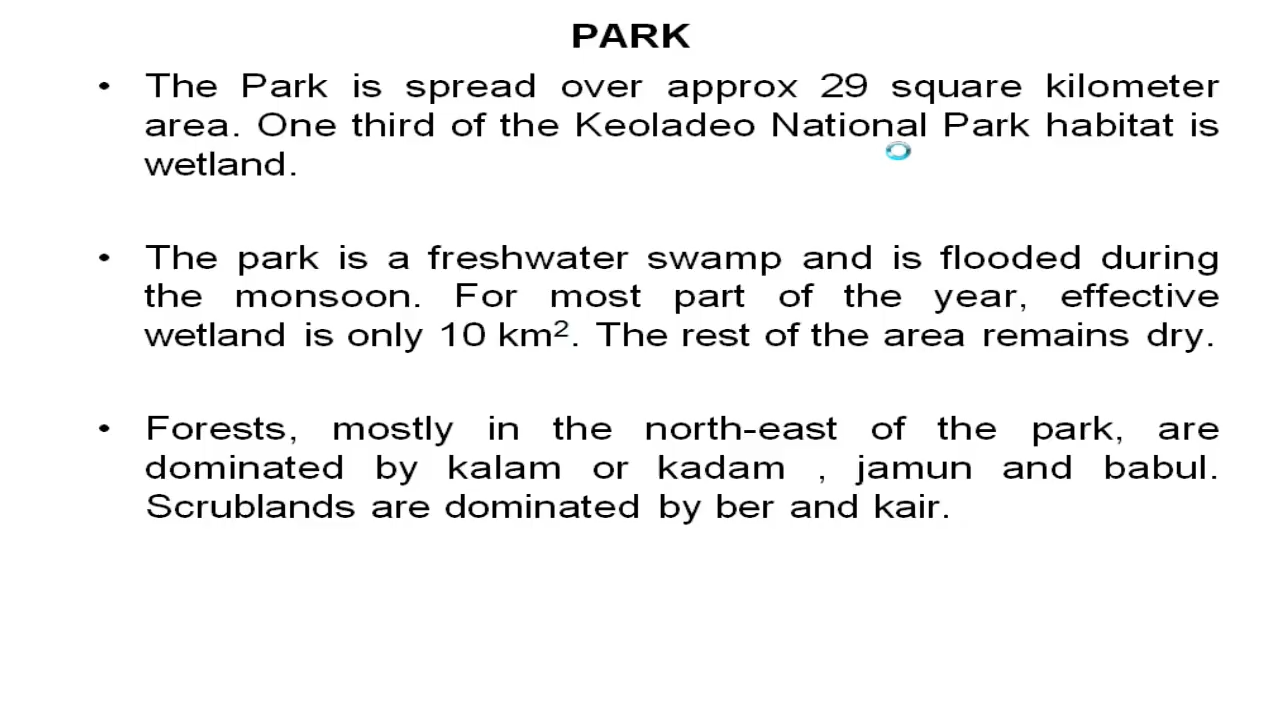 PARK
• The Park is spread over approx 29 square kilometer
area. One third of the Keoladeo National Park habitat is
wetland.
• The park is a freshwater swamp and is flooded during
the monsoon. For most part of the year, effective
wetland is only 10 km². The rest of the area remains dry.
• Forests, mostly in the north-east of the park, are
dominated by kalam or kadam , jamun and babul.
Scrublands are dominated by ber and kair.